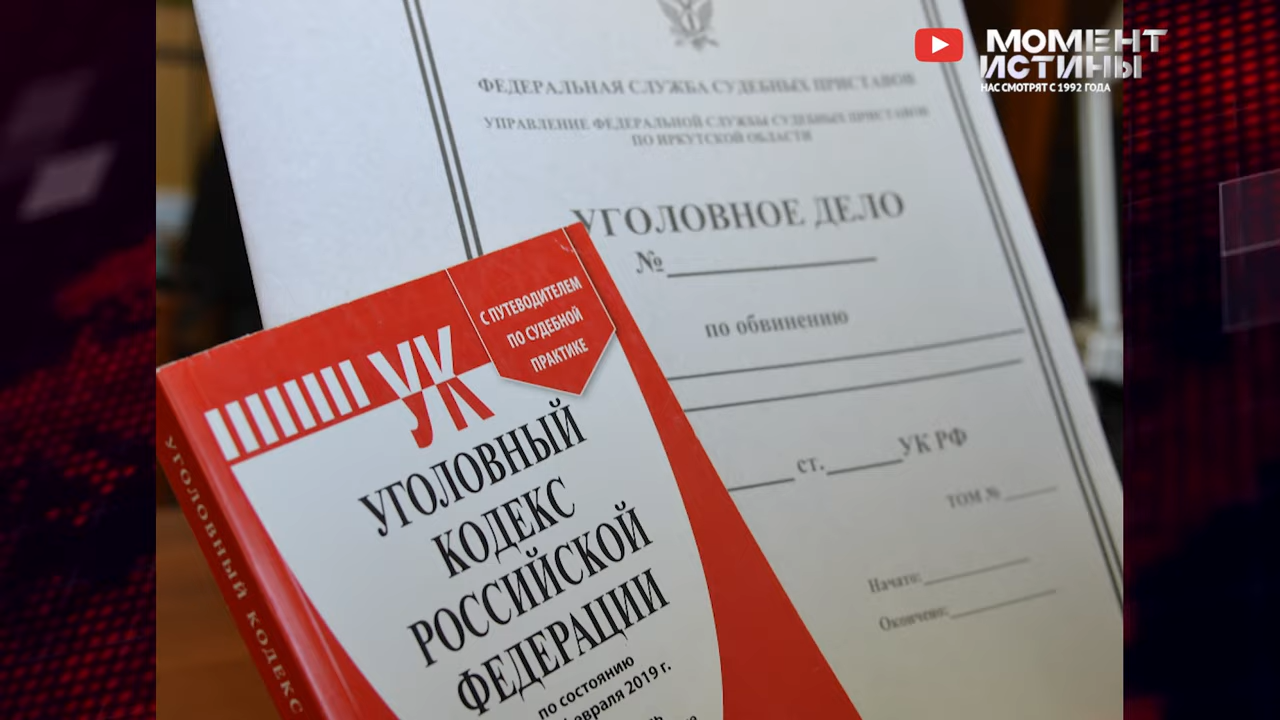 МОМЕНТ
ИСТИНЫ
НАС СМОТРЯТ С 1992 ГОДА
ФЕДЕРАЛЬНАЯ СЛУЖБА СУДЕБНЫХ ПРИСТАВОВ
УПРАВЛЕНИЕ ФЕДЕРАЛЬНОЙ СЛУЖБЫ СУДЕБНЫХ ПРИСТАВОВ
ПО ИРКУТСКОЙ ОБЛАСТИ
УГОЛОВНОЕ ДЕЛО
№
по обвинению
ст. УК РФ
ТОМ №
Начато:
Окончено:
С ПУТЕВОДИТЕЛЕМ
ПО СУДЕБНОЙ
ПРАКТИКЕ
УК
УГОЛОВНЫЙ
КОДЕКС
РОССИЙСКОЙ
ФЕДЕРАЦИИ
по состоянию
февраля 2019 г.
УГОЛОВНЫЙ КОДЕКС